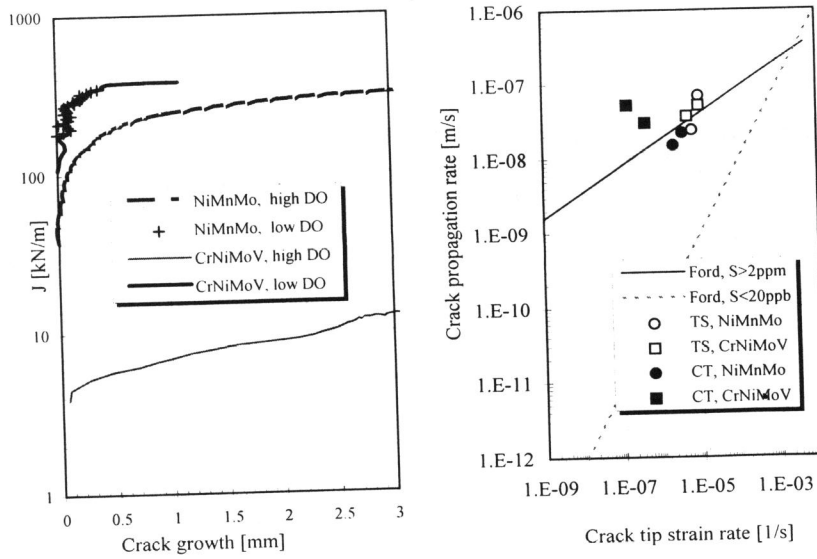 1000
100
10
1
J [kN/m]
NiMnMo, high DO
NiMnMo, low DO
CrNiMoV, high DO
CrNiMoV, low DO
0
0.5
1
1.5
2
2.5
3
Crack growth [mm]
1.E-06
1.E-07
1.E-08
1.E-09
1.E-10
1.E-11
1.E-12
Crack propagation rate [m/s]
Ford, S>2ppm
Ford, S<20ppb
TS, NiMnMo
TS, CrNiMoV
CT, NiMnMo
CT, CrNiMoV
1.E-09
1.E-07
1.E-05
1.E-03
Crack tip strain rate [1/s]